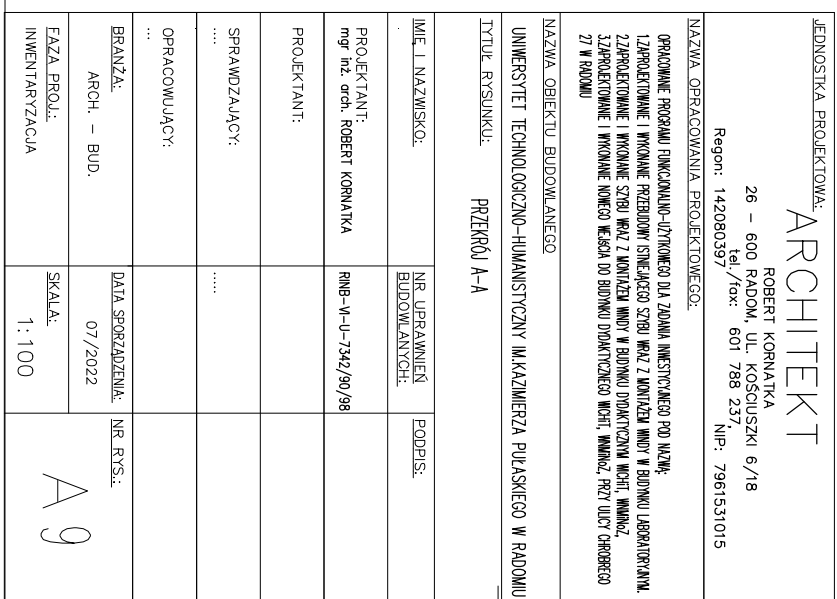 JEDNOSTKA PROJEKTOWA:
ARCHITEKT
ROBERT KORNATKA
26 - 600 RADOM, UL. KOŚCIUSZKI 6/18
tel./fax: 601 788 237,
Regon: 142080397 NIP: 7961531015
NAZWA OPRACOWANIA PROJEKTOWEGO:
OPRACOWANIE PROGRAMU FUNKCJONALNO-UŻYTKOWEGO DLA ZADANIA INWESTYCYJNEGO POD NAZWĄ:
1.ZAPROJEKTOWANIE I WYKONANIE PRZEBUDOWY ISTNIEJĄCEGO SZYBU WRAZ Z MONTAŻEM WINDY W BUDYNKU LABORATORYJNYM.
2.ZAPROJEKTOWANIE I WYKONANIE SZYBU WRAZ Z MONTAŻEM WINDY W BUDYNKU DYDAKTYCZNYM WICHT, WNMiNoZ,
3.ZAPROJEKTOWANIE I WYKONANIE NOWEGO WEJŚCIA DO BUDYNKU DYDAKTYCZNEGO WICHT, WNMiNoZ, PRZY ULICY CHROBREGO
27 W RADOMIU
NAZWA OBIEKTU BUDOWLANEGO
UNIWERSYTET TECHNOLOGICZNO-HUMANISTYCZNY IM.KAZIMIERZA PUŁASKIEGO W RADOMIU
TYTUŁ RYSUNKU:
PRZEKRÓJ A-A
IMIĘ I NAZWISKO:
NR UPRAWNIEŃ
BUDOWLANYCH:
PODPIS:
PROJEKTANT:
mgr inż. arch. ROBERT KORNATKA
RINB-VI-U-7342/90/98
PROJEKTANT:
SPRAWDZAJĄCY:
....
.....
OPRACOWUJĄCY:
...
BRANŻA:
ARCH. - BUD.
DATA SPORZĄDZENIA:
07/2022
NR RYS.:
A9
FAZA PROJ.:
INWENTARYZACJA
SKALA:
1:100